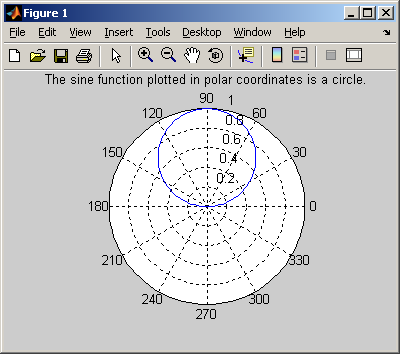 Figure 1
File Edit View Insert Tools Desktop Window Help
The sine function plotted in polar coordinates is a circle.
90 1
120 0.8 60
0.6
150 0.4 30
0.2
180 0
210 330
240 300
270